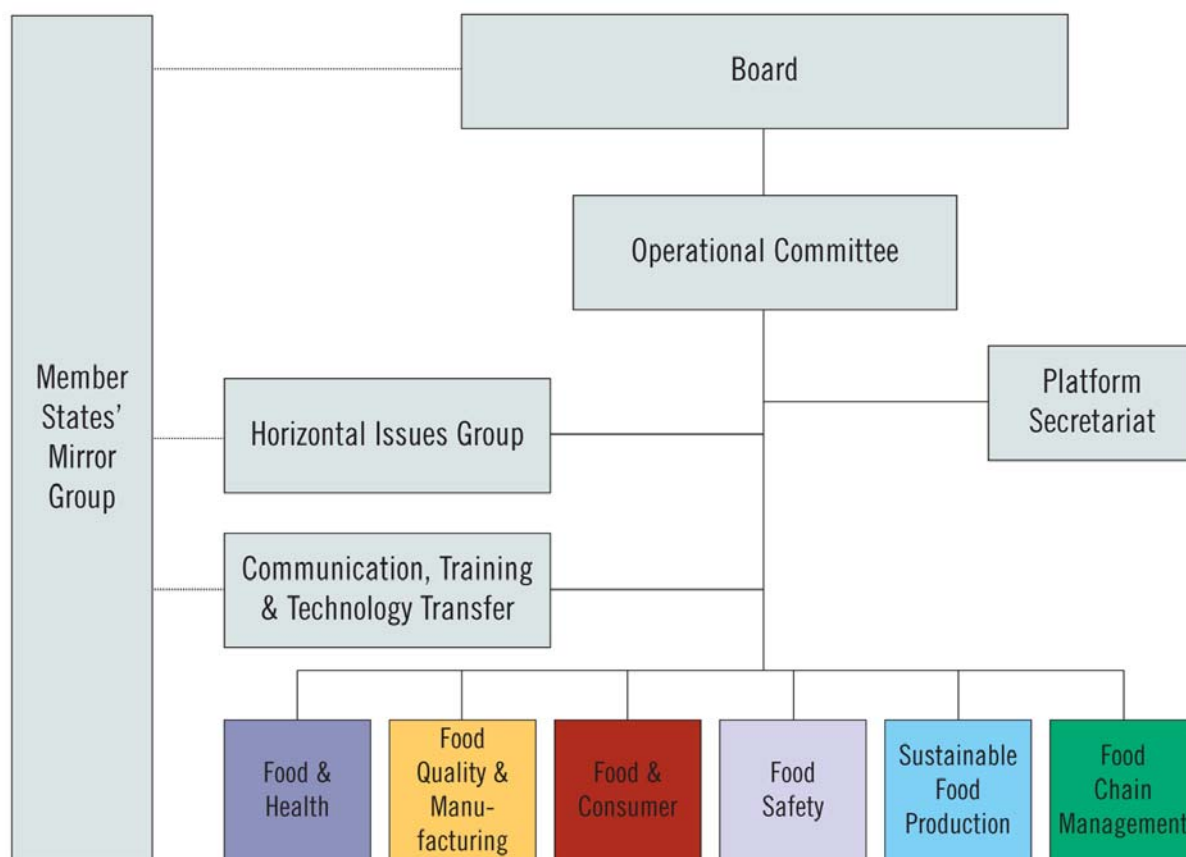 Board
Operational Committee
Member
States'
Mirror
Group
Platform
Secretariat
Horizontal Issues Group
Communication, Training
& Technology Transfer
Food &
Health
Food
Quality &
Manu-
facturing
Food &
Consumer
Food
Safety
Sustainable
Food
Production
Food
Chain
Management